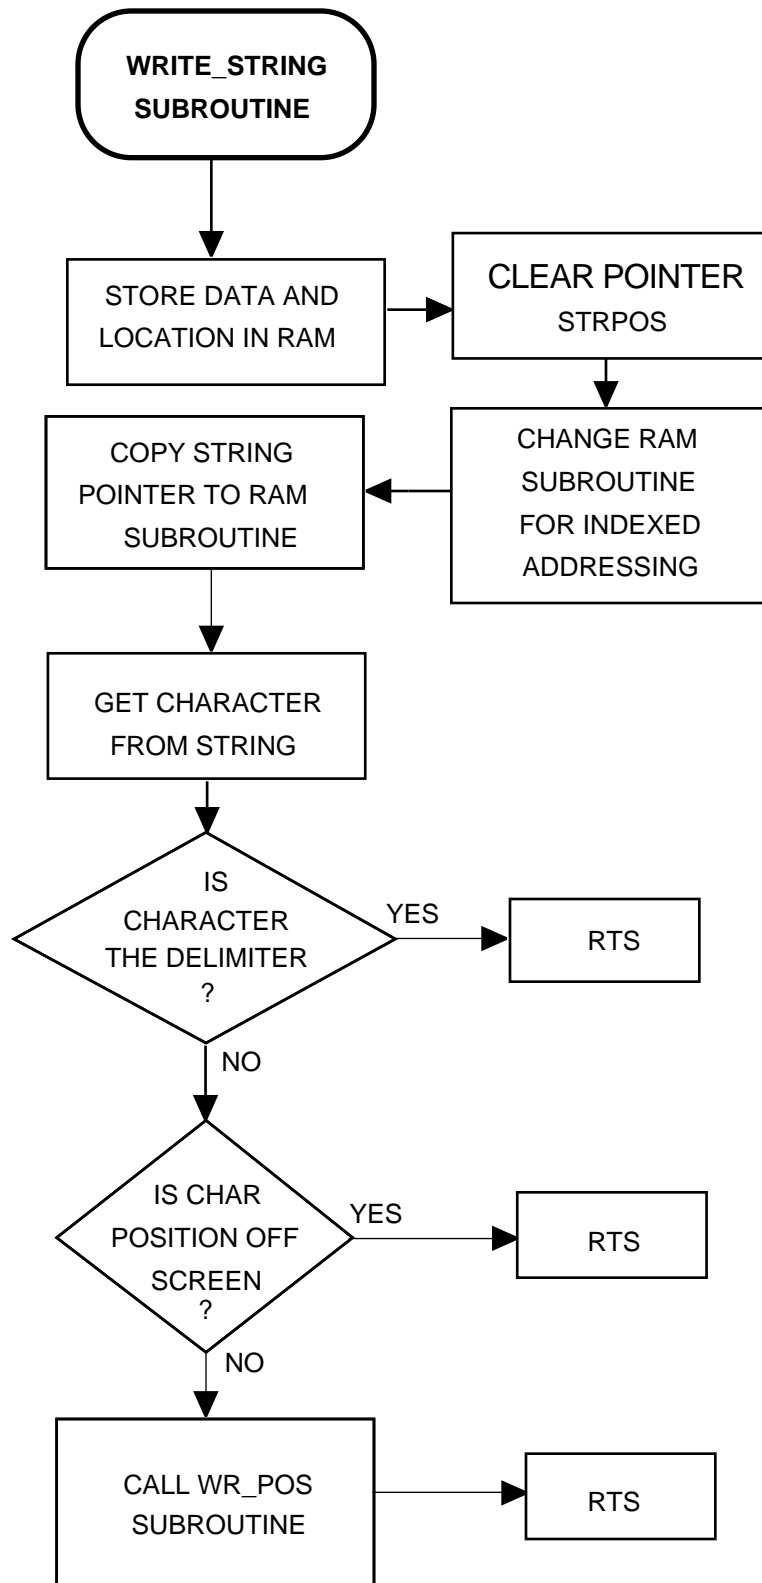 WRITE_STRING
SUBROUTINE
STORE DATA AND
LOCATION IN RAM
CLEAR POINTER
STRPOS
CHANGE RAM
SUBROUTINE
FOR INDEXED
ADDRESSING
COPY STRING
POINTER TO RAM
SUBROUTINE
GET CHARACTER
FROM STRING
IS
CHARACTER
THE DELIMITER
?
YES
RTS
NO
IS CHAR
POSITION OFF
SCREEN
?
YES
RTS
NO
CALL WR_POS
SUBROUTINE
RTS